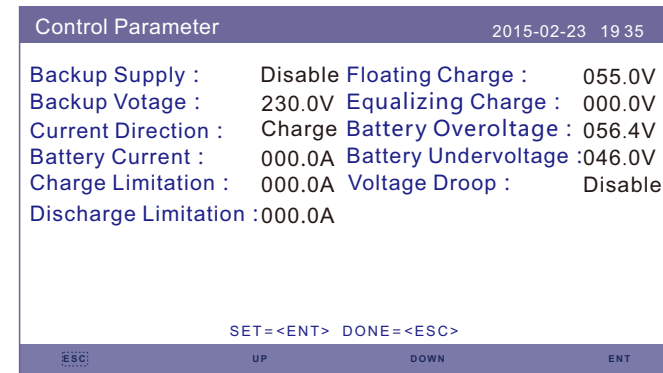 Control Parameter 2015-02-23 19 35
Backup Supply : Disable Floating Charge : 055.0V
Backup Votage : 230.0V Equalizing Charge : 000.0V
Current Direction : Charge Battery Overoltage : 056.4V
Battery Current : 000.0A Battery Undervoltage :046.0V
Charge Limitation : 000.0A Voltage Droop : Disable
Discharge Limitation :000.0A
SET=<ENT> DONE=<ESC>
ESC UP DOWN ENT